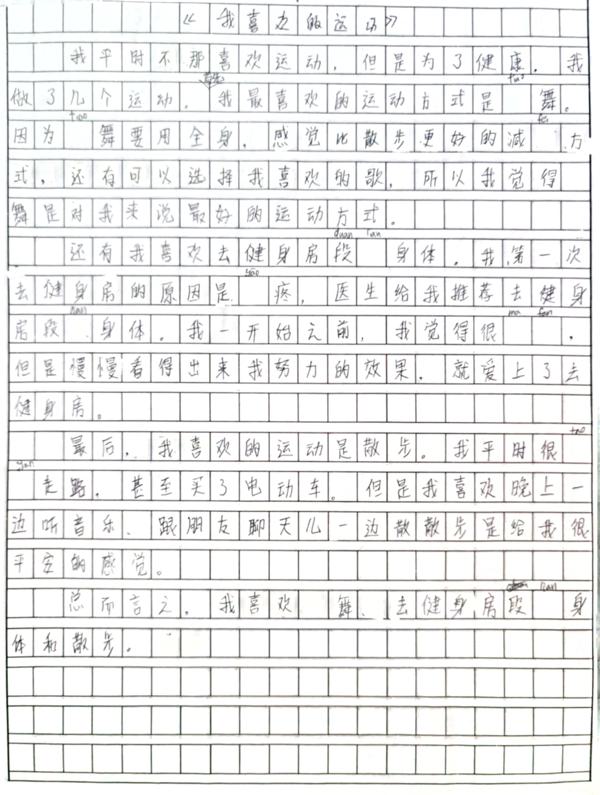 《我喜欢的运动》
我平时不那喜欢运动，但是为了健康，我
做了几个运动。我最喜欢的运动方式是 tiao 舞。
因为 tiao 舞要用全身，感觉比散步更好的减 fei 方
式，还有可以选择我喜欢的歌，所以我觉得
舞是对我来说最好的运动方式。
还有我喜欢去健身房段 duan lan 身体。我第一次
去健身房的原因是 yao 疼，医生给我推荐去健身
房段 lian 身体。我一开始之前，我觉得很 ma fan 。
但是慢慢看得出来我努力的效果，就爱上了去
健身房。
最后，我喜欢的运动是散步。我平时很 tao
yan 走路，甚至买了电动车。但是我喜欢晚上一
边听音乐、跟朋友聊天儿一边散散步是给我很
平安的感觉。
总而言之，我喜欢 舞、去健身房段 lian 身
体和散步。